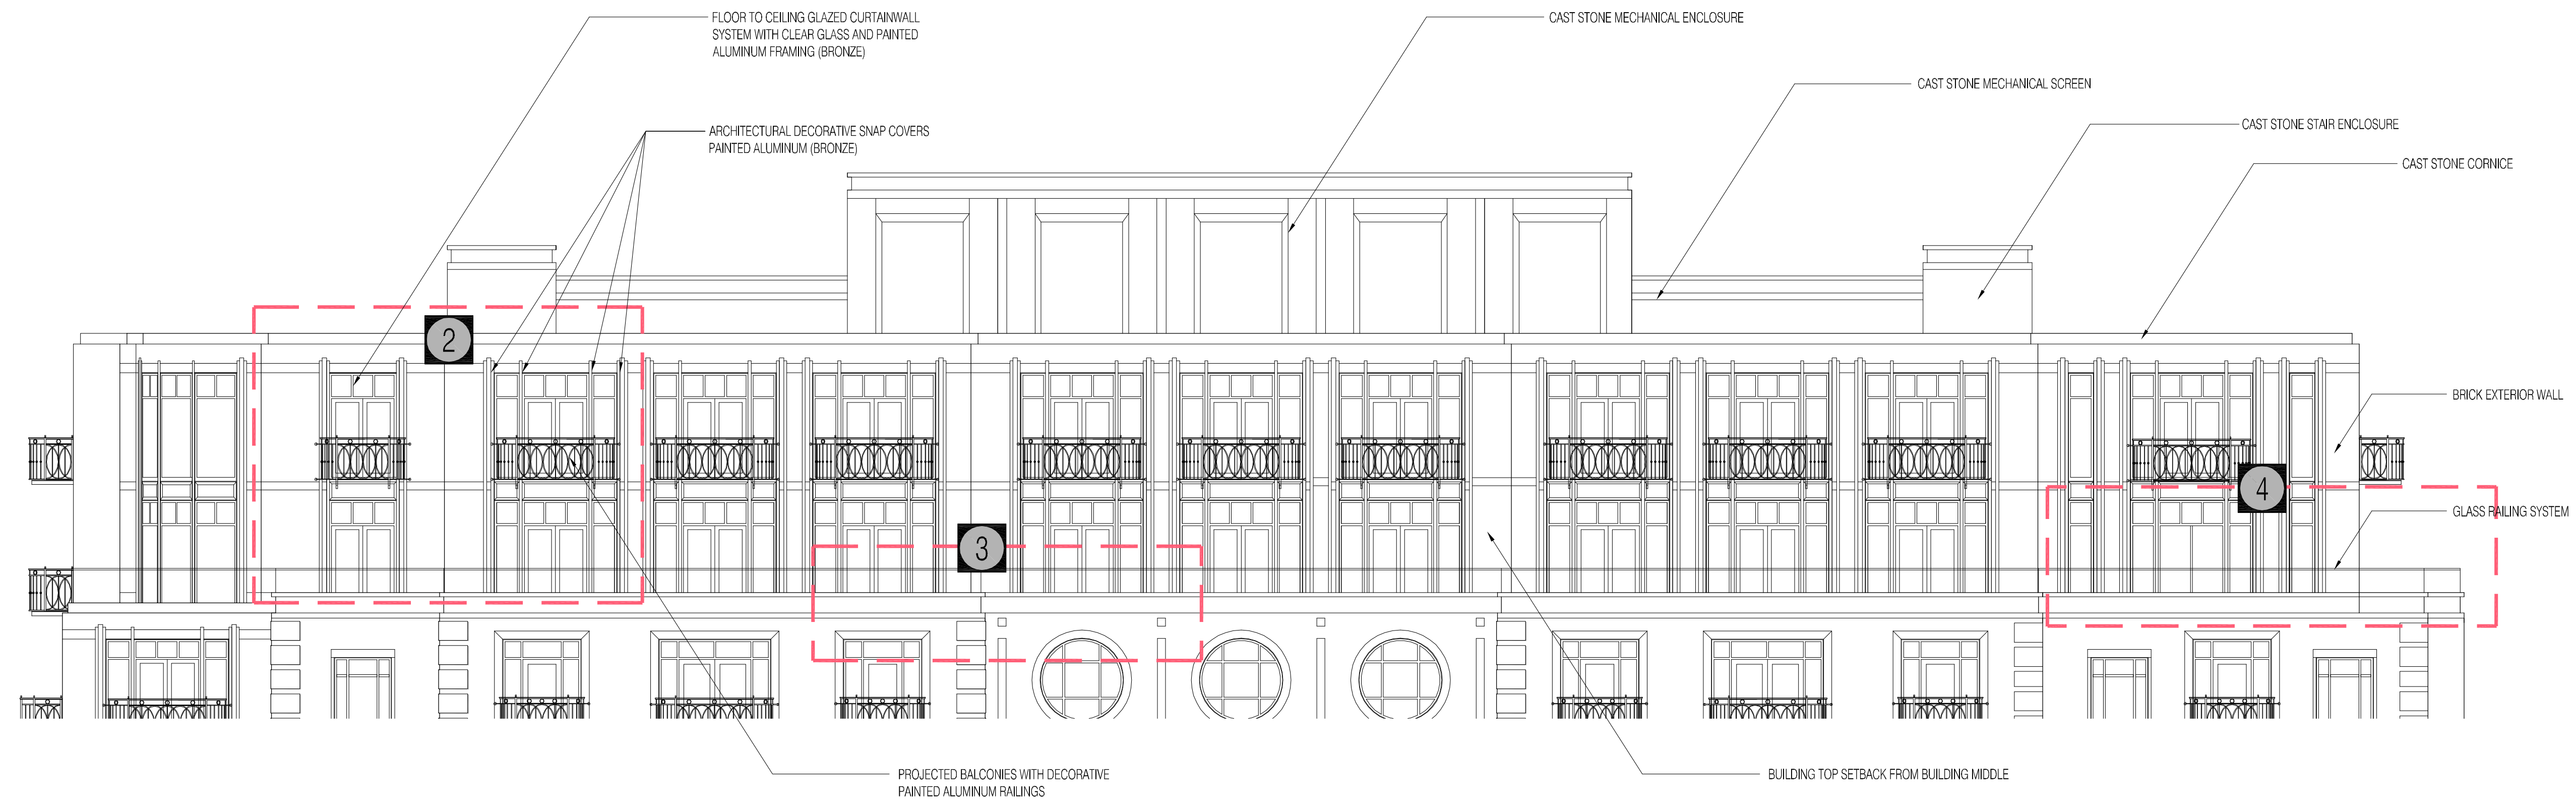 FLOOR TO CEILING GLAZED CURTAINWALL
SYSTEM WITH CLEAR GLASS AND PAINTED
ALUMINUM FRAMING (BRONZE)
CAST STONE MECHANICAL ENCLOSURE
CAST STONE MECHANICAL SCREEN
CAST STONE STAIR ENCLOSURE
ARCHITECTURAL DECORATIVE SNAP COVERS
PAINTED ALUMINUM (BRONZE)
CAST STONE CORNICE
2
BRICK EXTERIOR WALL
4
GLASS RAILING SYSTEM
3
PROJECTED BALCONIES WITH DECORATIVE
PAINTED ALUMINUM RAILINGS
BUILDING TOP SETBACK FROM BUILDING MIDDLE